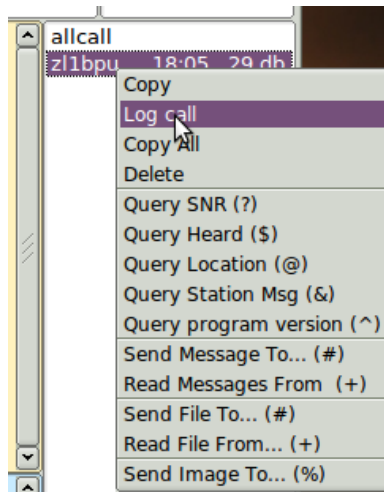 allcall
zl1bpu 18:05 29 db
Copy
Log call
Copy All
Delete
Query SNR (?)
Query Heard ($)
Query Location (@)
Query Station Msg (&)
Query program version (^)
Send Message To... (#)
Read Messages From (+)
Send File To... (#)
Read File From... (+)
Send Image To... (%)